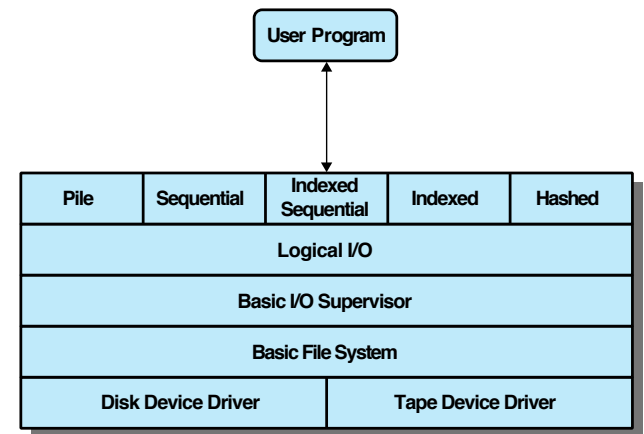 User Program
Pile
Sequential
Indexed
Sequential
Indexed
Hashed
Logical I/O
Basic I/O Supervisor
Basic File System
Disk Device Driver
Tape Device Driver